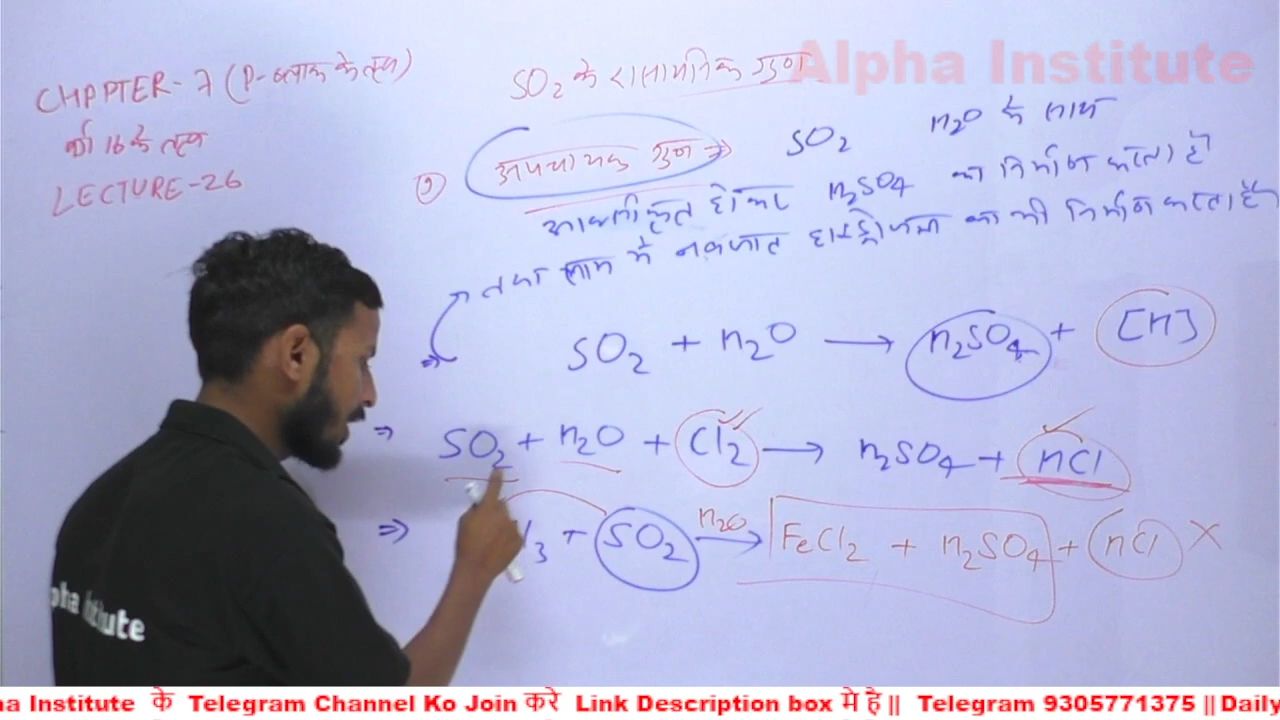 Alpha Institute
CHAPTER-7 (P-ब्लाक के तत्व)
वर्ग 16 के तत्व
LECTURE-26
SO2 के रासायनिक गुण
① अपचायक गुण ⇒ SO2 H2O के साथ
आक्सीकृत होकर H2SO4 का निर्माण करता है
तथा साथ में नवजात हाइड्रोजन का भी निर्माण करता है
⇒ SO2 + H2O → H2SO4 + [H]
⇒ SO2 + H2O + Cl2 → H2SO4 + HCl
⇒ l3 + SO2 H2O → FeCl2 + H2SO4 + HCl X
pha Institute
ha Institute के Telegram Channel Ko Join करे Link Description box मे है || Telegram 9305771375 || Daily